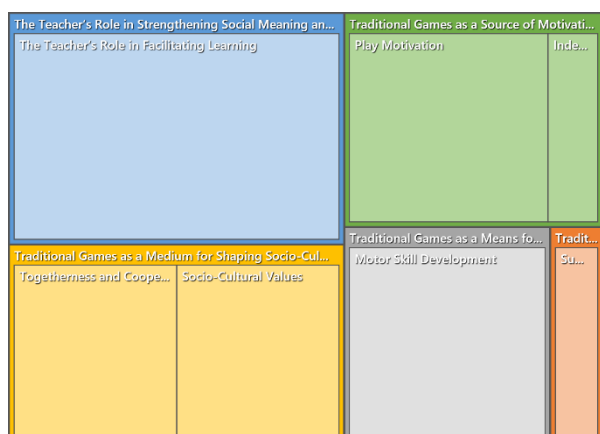 The Teacher's Role in Strengthening Social Meaning an...
The Teacher's Role in Facilitating Learning
Traditional Games as a Source of Motivati...
Play Motivation
Inde...
Traditional Games as a Medium for Shaping Socio-Cul...
Togetherness and Coope...
Socio-Cultural Values
Traditional Games as a Means fo...
Motor Skill Development
Tradit...
Su...